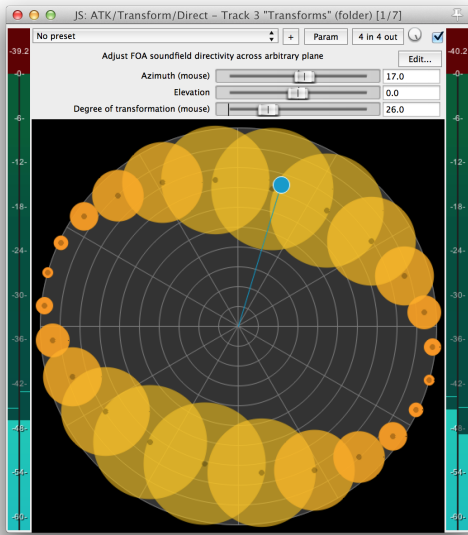 JS: ATK/Transform/Direct - Track 3 "Transforms" (folder) [1/7]
No preset + Param 4 in 4 out
-39.2 -40.2
Adjust FOA soundfield directivity across arbitrary plane Edit...
Azimuth (mouse) 17.0
Elevation 0.0
Degree of transformation (mouse) 26.0
-0- -0-
-6- -6-
-12- -12-
-18- -18-
-24- -24-
-30- -30-
-36- -36-
-42- -42-
-48- -48-
-54- -54-
-60- -60-